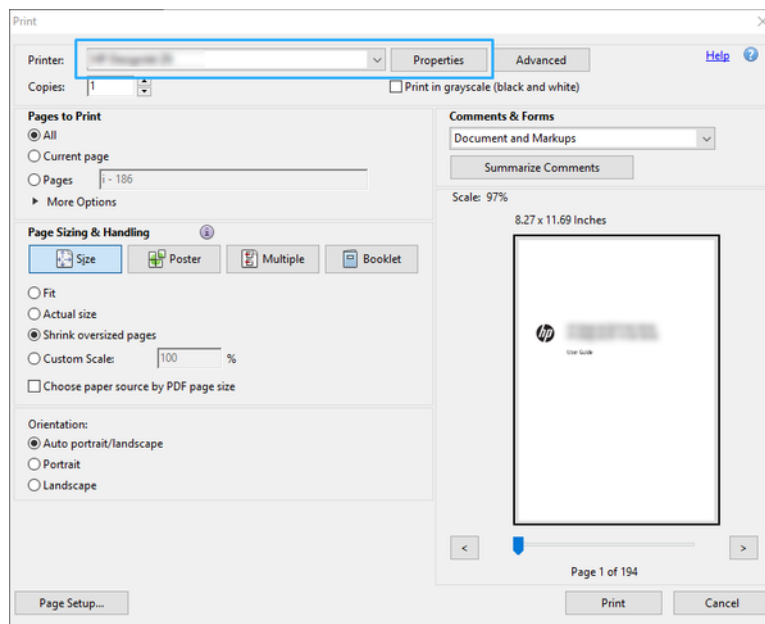 Print
Printer: Properties Advanced Help ?
Copies: 1 Print in grayscale (black and white)
Pages to Print
All
Current page
Pages i - 186
More Options
Page Sizing & Handling i
Size Poster Multiple Booklet
Fit
Actual size
Shrink oversized pages
Custom Scale: 100 %
Choose paper source by PDF page size
Orientation:
Auto portrait/landscape
Portrait
Landscape
Comments & Forms
Document and Markups
Summarize Comments
Scale: 97%
8.27 x 11.69 Inches
hp
User Guide
< >
Page 1 of 194
Page Setup... Print Cancel